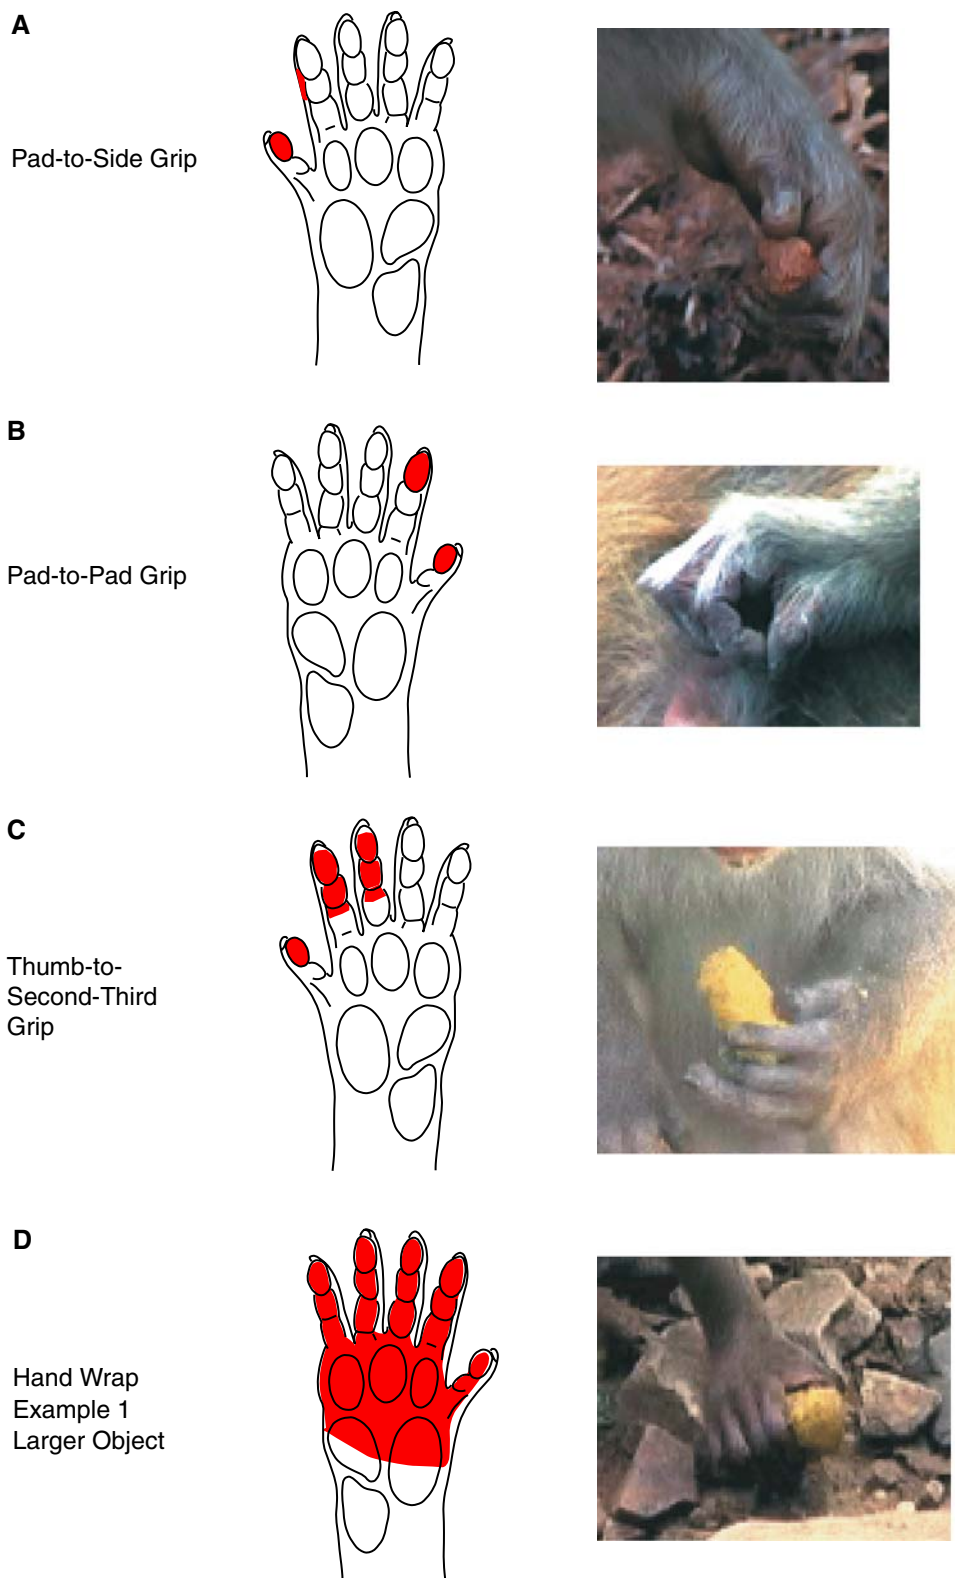 A
Pad-to-Side Grip
B
Pad-to-Pad Grip
C
Thumb-to-
Second-Third
Grip
D
Hand Wrap
Example 1
Larger Object